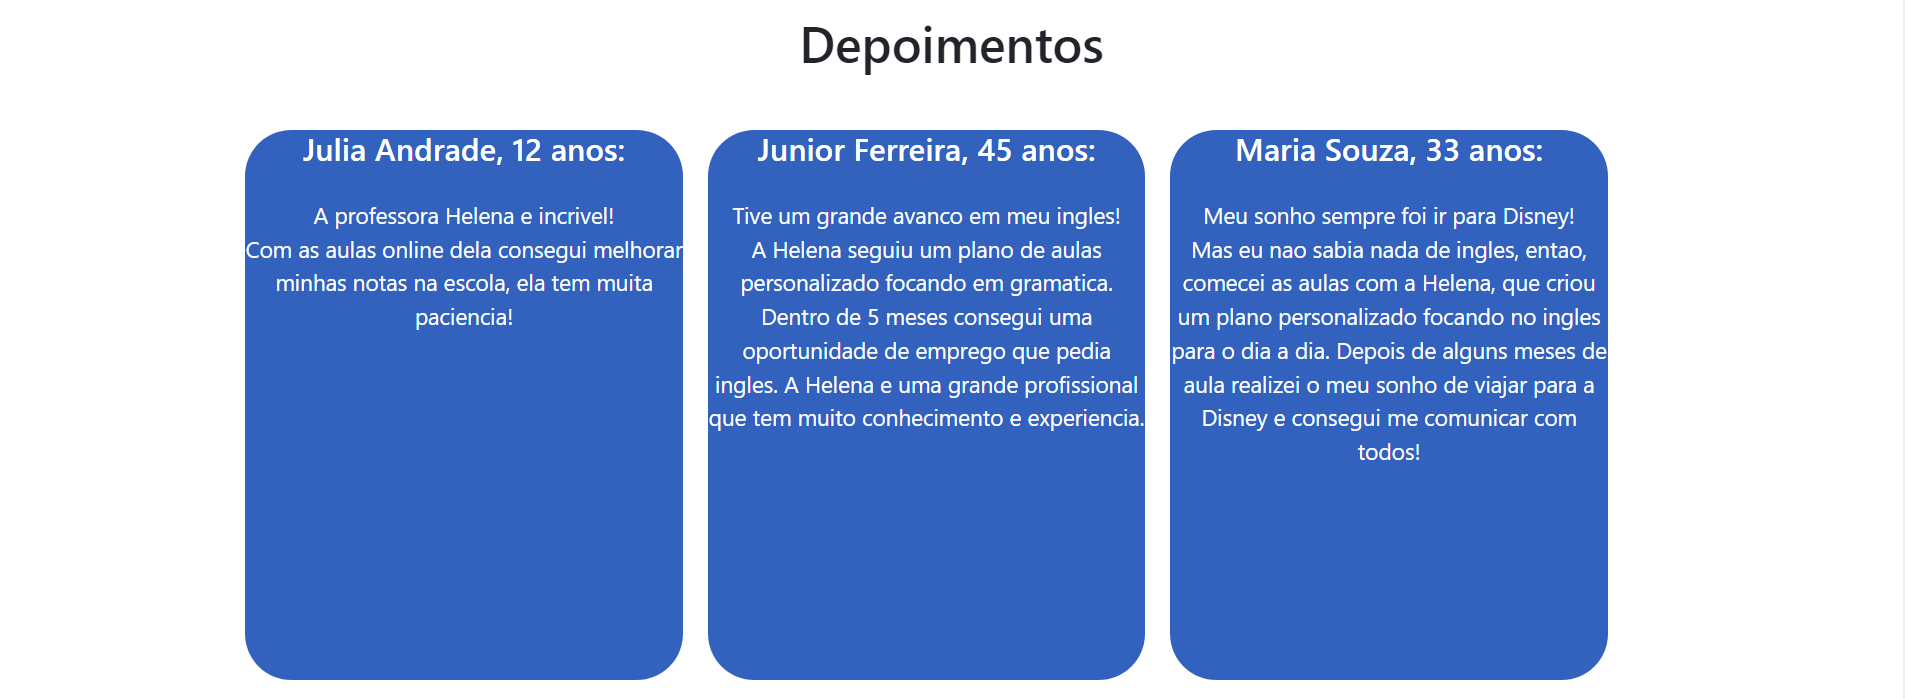 Depoimentos
Julia Andrade, 12 anos:
A professora Helena e incrivel!
Com as aulas online dela consegui melhorar
minhas notas na escola, ela tem muita
paciencia!
Junior Ferreira, 45 anos:
Tive um grande avanco em meu ingles!
A Helena seguiu um plano de aulas
personalizado focando em gramatica.
Dentro de 5 meses consegui uma
oportunidade de emprego que pedia
ingles. A Helena e uma grande profissional
que tem muito conhecimento e experiencia.
Maria Souza, 33 anos:
Meu sonho sempre foi ir para Disney!
Mas eu nao sabia nada de ingles, entao,
comecei as aulas com a Helena, que criou
um plano personalizado focando no ingles
para o dia a dia. Depois de alguns meses de
aula realizei o meu sonho de viajar para a
Disney e consegui me comunicar com
todos!